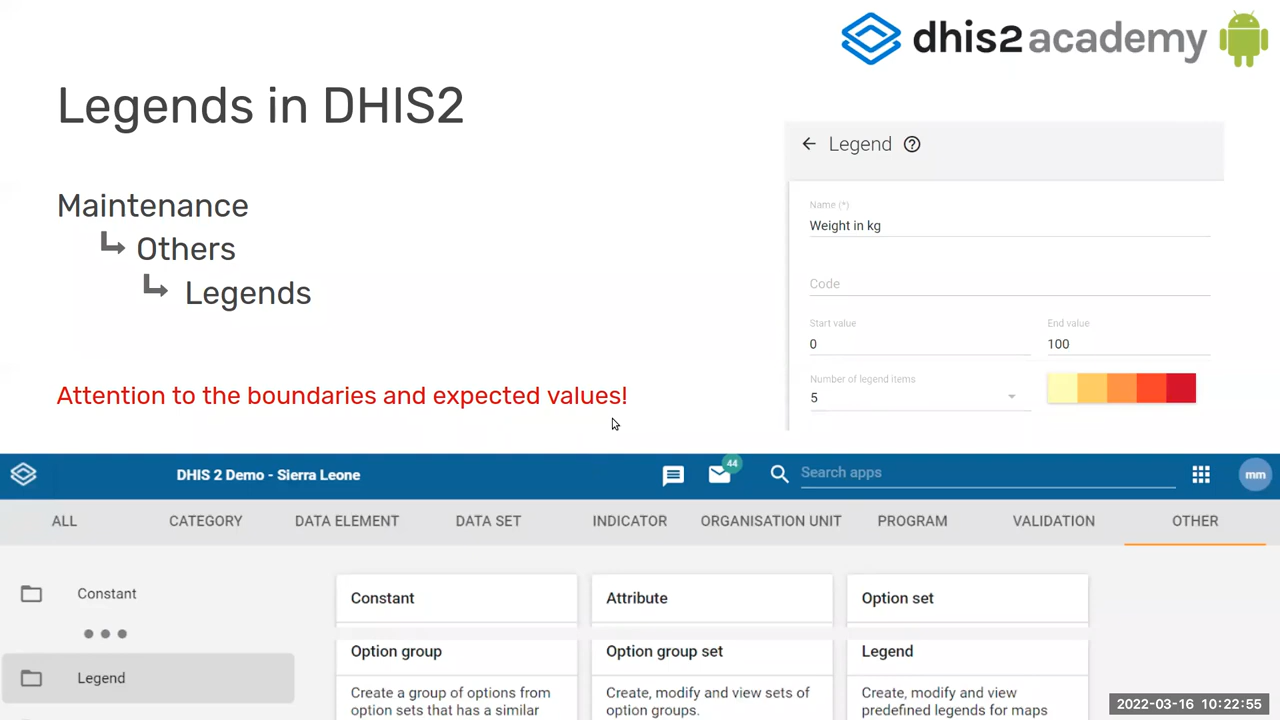 dhis2 academy
Legends in DHIS2
Maintenance
Others
Legends
Attention to the boundaries and expected values!
Legend ?
Name (*)
Weight in kg
Code
Start value
End value
0
100
Number of legend items
5
DHIS 2 Demo - Sierra Leone
44
Search apps
mm
ALL CATEGORY DATA ELEMENT DATA SET INDICATOR ORGANISATION UNIT PROGRAM VALIDATION OTHER
Constant
Legend
Constant
Attribute
Option set
Option group
Option group set
Legend
Create a group of options from
option sets that has a similar
Create, modify and view sets of
option groups.
Create, modify and view
predefined legends for maps
2022-03-16 10:22:55